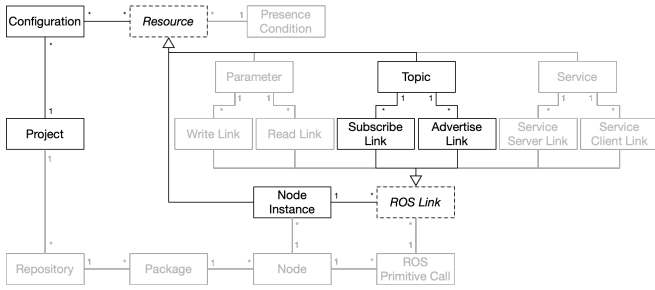 Configuration
*
*
Resource
*
1
Presence
Condition
*
Parameter
Topic
Service
1
1
1
1
1
1
*
*
*
*
*
*
1
Project
Write Link
Read Link
Subscribe
Link
Advertise
Link
Service
Server Link
Service
Client Link
1
Node
Instance
1
*
ROS Link
*
*
*
1
1
Repository
1
*
Package
1
*
Node
1
*
ROS
Primitive Call